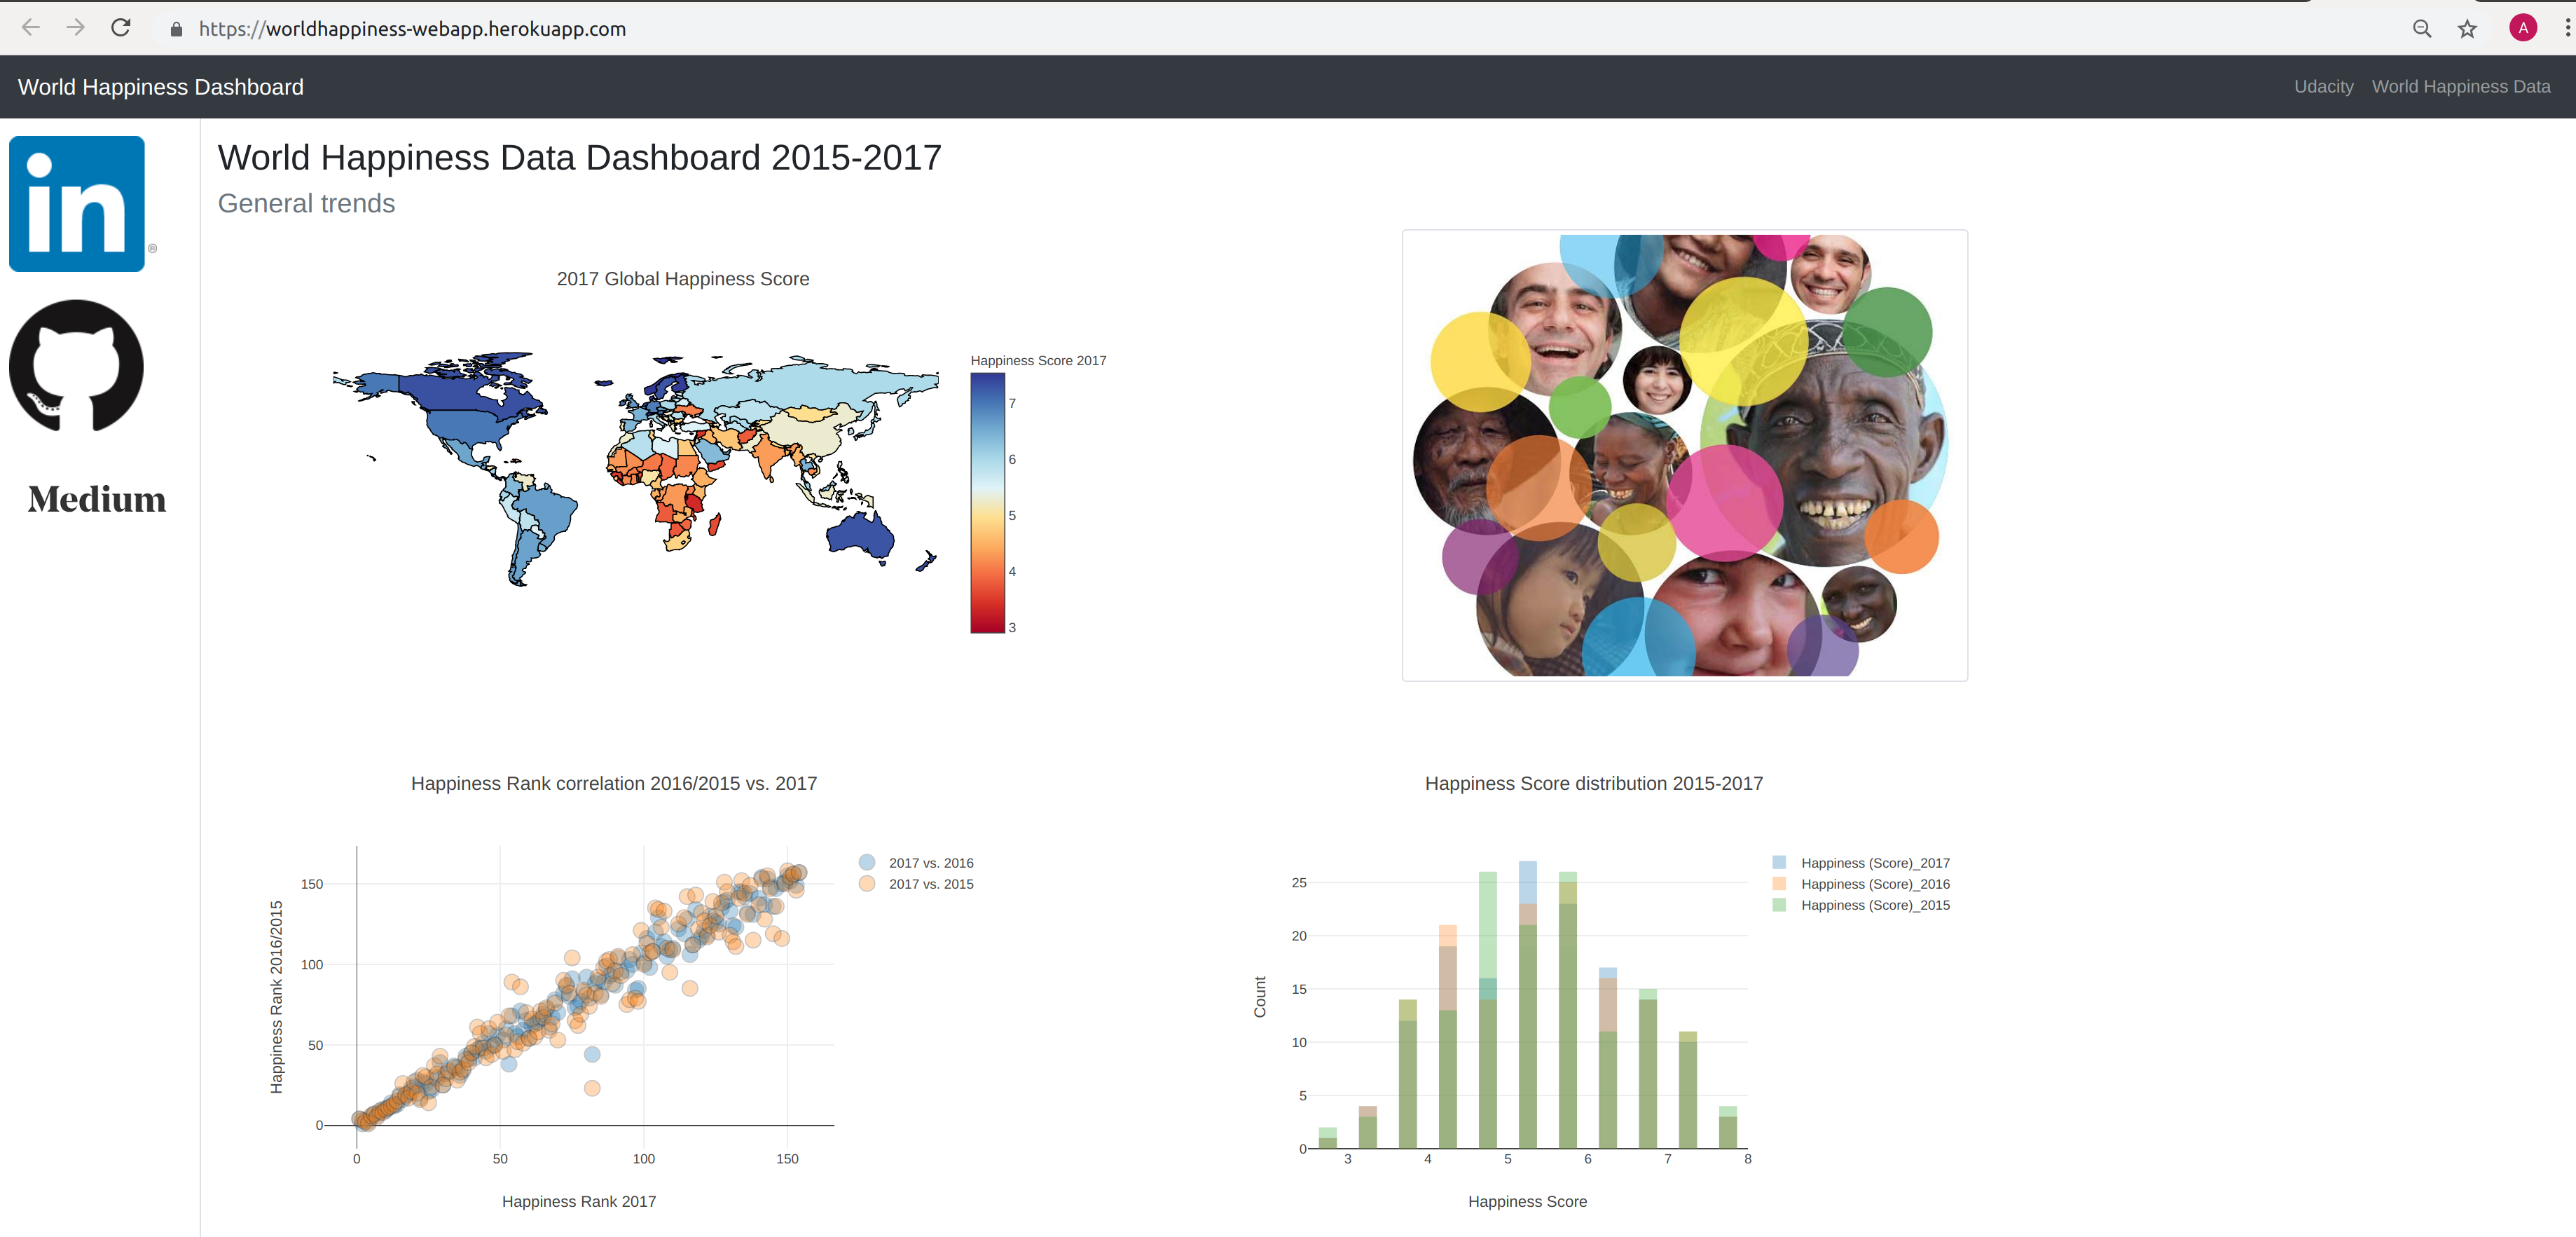 https://worldhappiness-webapp.herokuapp.com
A
World Happiness Dashboard
Udacity World Happiness Data
in
®
Medium
World Happiness Data Dashboard 2015-2017
General trends
2017 Global Happiness Score
Happiness Score 2017
7
6
5
4
3
Happiness Rank correlation 2016/2015 vs. 2017
2017 vs. 2016
2017 vs. 2015
Happiness Rank 2016/2015
150
100
50
0
0 50 100 150
Happiness Rank 2017
Happiness Score distribution 2015-2017
Happiness (Score)_2017
Happiness (Score)_2016
Happiness (Score)_2015
Count
25
20
15
10
5
0
3 4 5 6 7 8
Happiness Score